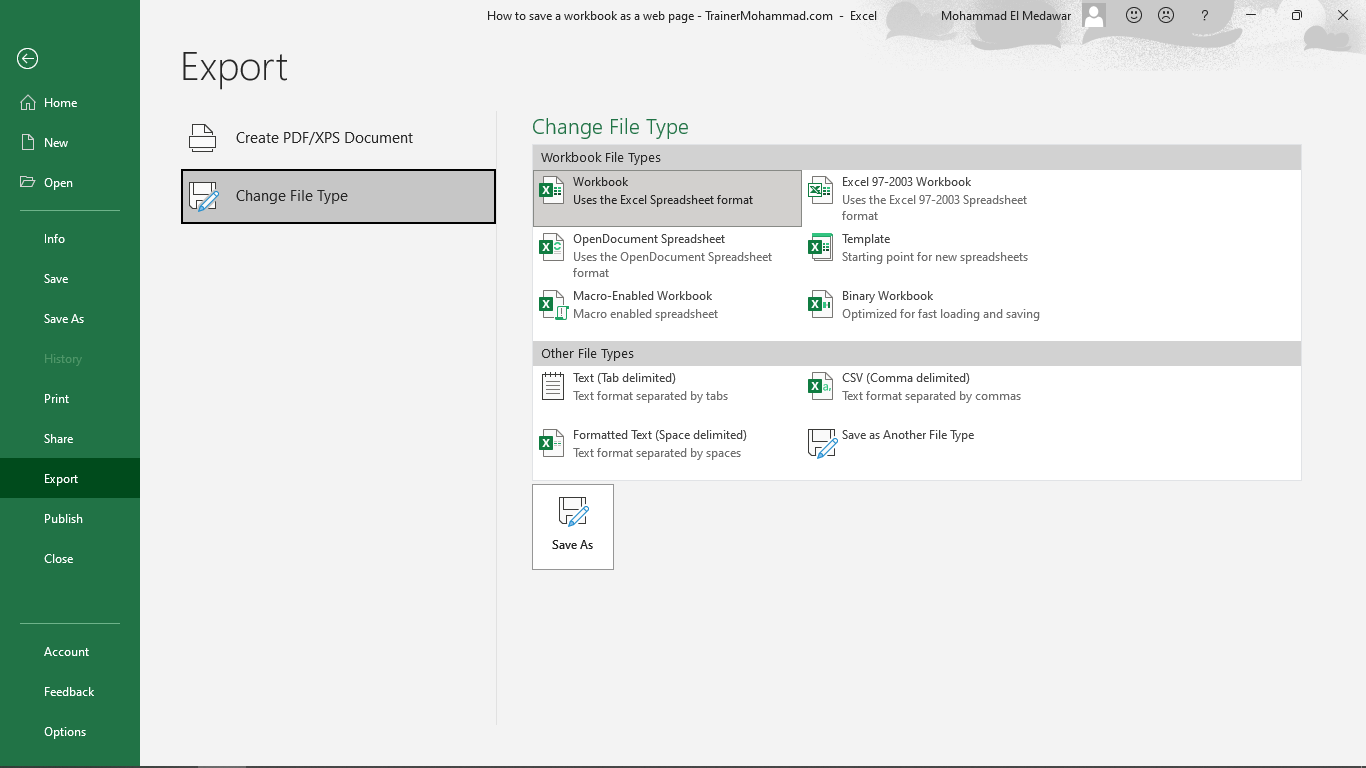 How to save a workbook as a web page - TrainerMohammad.com - Excel
Mohammad El Medawar
?
Home
New
Open
Info
Save
Save As
History
Print
Share
Export
Publish
Close
Account
Feedback
Options
Export
Create PDF/XPS Document
Change File Type
Change File Type
Workbook File Types
Workbook
Uses the Excel Spreadsheet format
Excel 97-2003 Workbook
Uses the Excel 97-2003 Spreadsheet
format
OpenDocument Spreadsheet
Uses the OpenDocument Spreadsheet
format
Template
Starting point for new spreadsheets
Macro-Enabled Workbook
Macro enabled spreadsheet
Binary Workbook
Optimized for fast loading and saving
Other File Types
Text (Tab delimited)
Text format separated by tabs
CSV (Comma delimited)
Text format separated by commas
Formatted Text (Space delimited)
Text format separated by spaces
Save as Another File Type
Save As